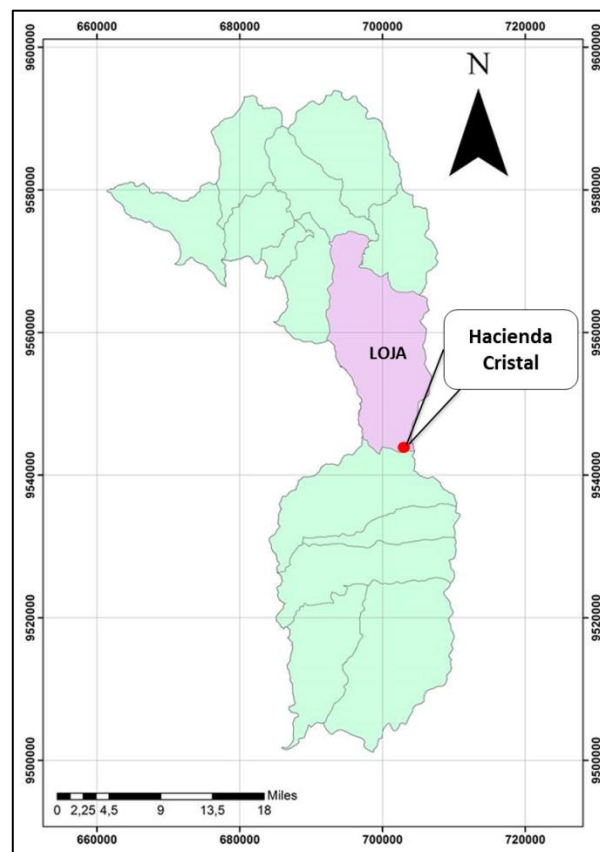 660000 680000 700000 720000
9600000 9600000
N
9580000 9580000
9560000 9560000
Hacienda
Cristal
LOJA
9540000 9540000
9520000 9520000
9500000 9500000
Miles
0 2,25 4,5 9 13,5 18
660000 680000 700000 720000